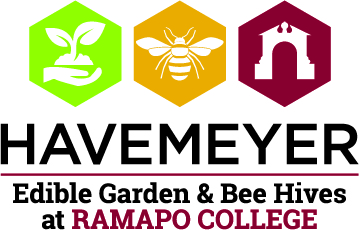 HAVEMEYER
Edible Garden & Bee Hives
at RAMAPO COLLEGE